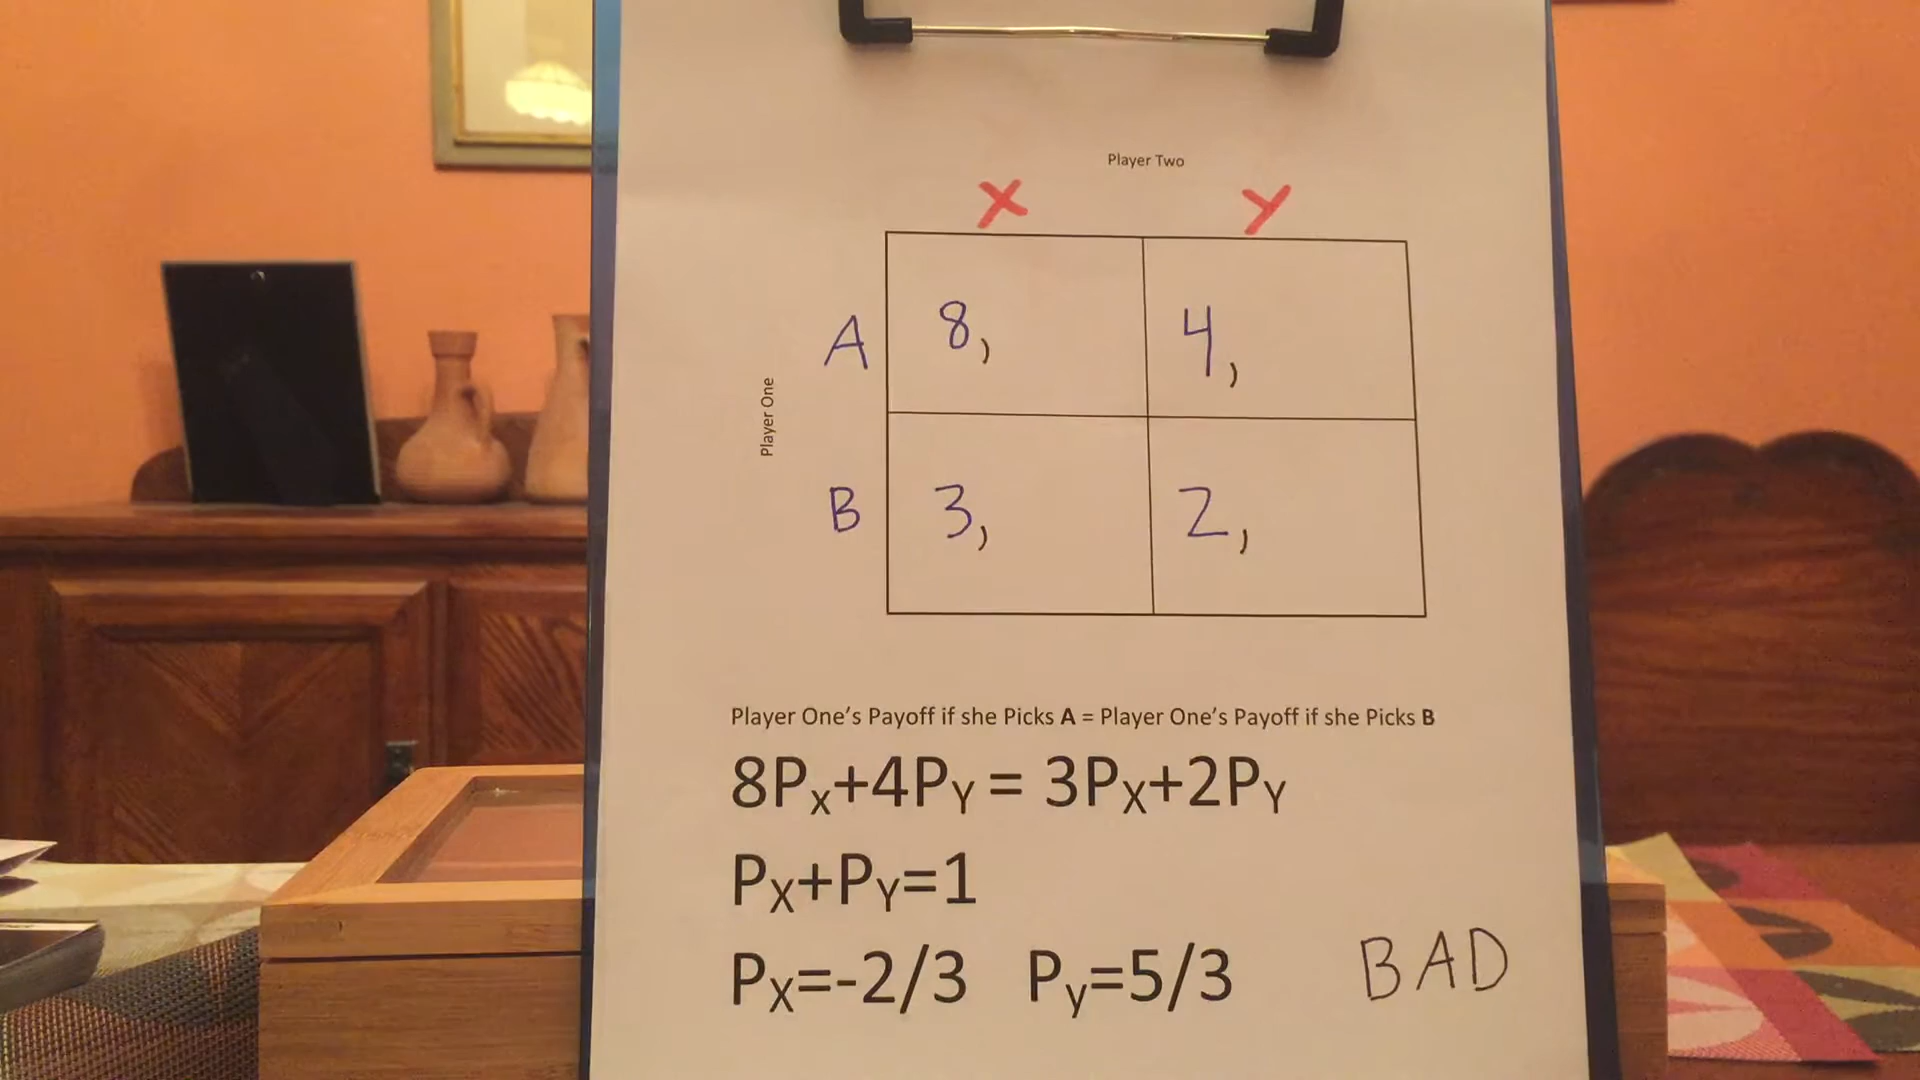 Player Two
X Y
Player One
A 8, 4,
B 3, 2,
Player One's Payoff if she Picks A = Player One's Payoff if she Picks B
8Px+4PY = 3PX+2PY
PX+PY=1
PX=-2/3 Py=5/3 BAD